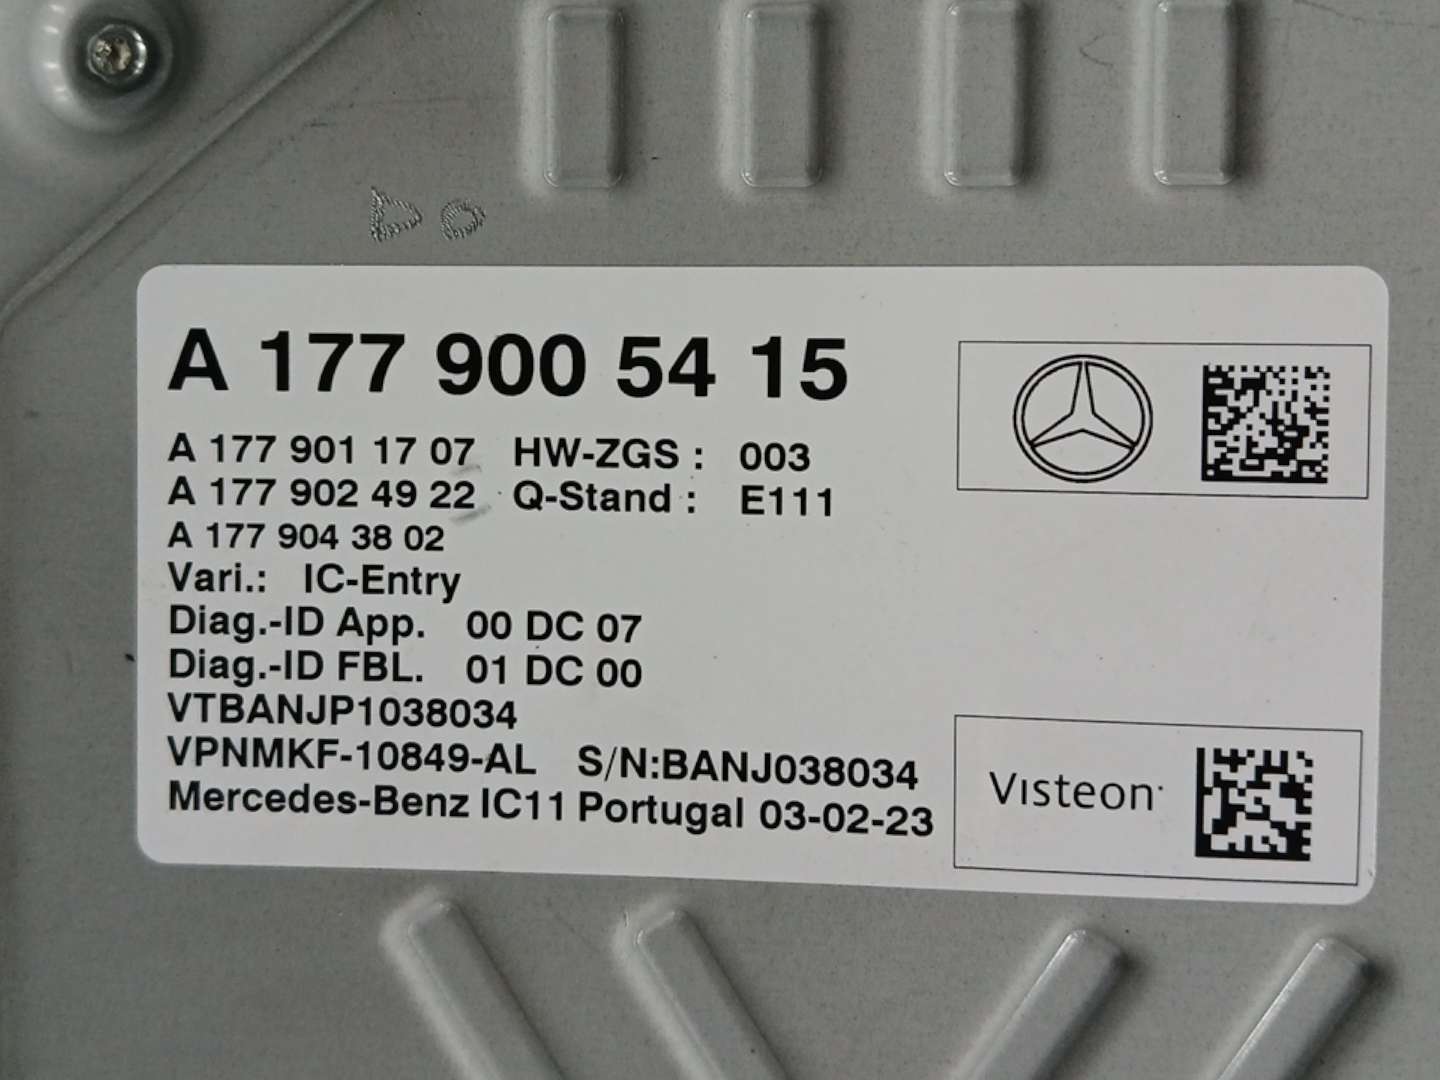 A 177 900 54 15
A 177 901 17 07 HW-ZGS : 003
A 177 902 49 22 Q-Stand : E111
A 177 904 38 02
Vari.: IC-Entry
Diag.-ID App. 00 DC 07
Diag.-ID FBL. 01 DC 00
VTBANJP1038034
VPNMKF-10849-AL S/N:BANJ038034
Mercedes-Benz IC11 Portugal 03-02-23
Visteon